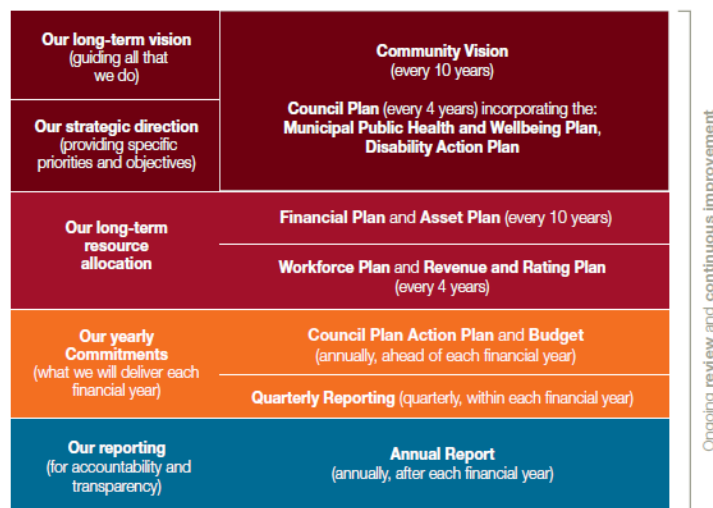 Our long-term vision
(guiding all that
we do)
Community Vision
(every 10 years)
Our strategic direction
(providing specific
priorities and objectives)
Council Plan (every 4 years) incorporating the:
Municipal Public Health and Wellbeing Plan,
Disability Action Plan
Our long-term
resource
allocation
Financial Plan and Asset Plan (every 10 years)
Workforce Plan and Revenue and Rating Plan
(every 4 years)
Our yearly
Commitments
(what we will deliver each
financial year)
Council Plan Action Plan and Budget
(annually, ahead of each financial year)
Quarterly Reporting (quarterly, within each financial year)
Our reporting
(for accountability and
transparency)
Annual Report
(annually, after each financial year)
Ongoing review and continuous improvement